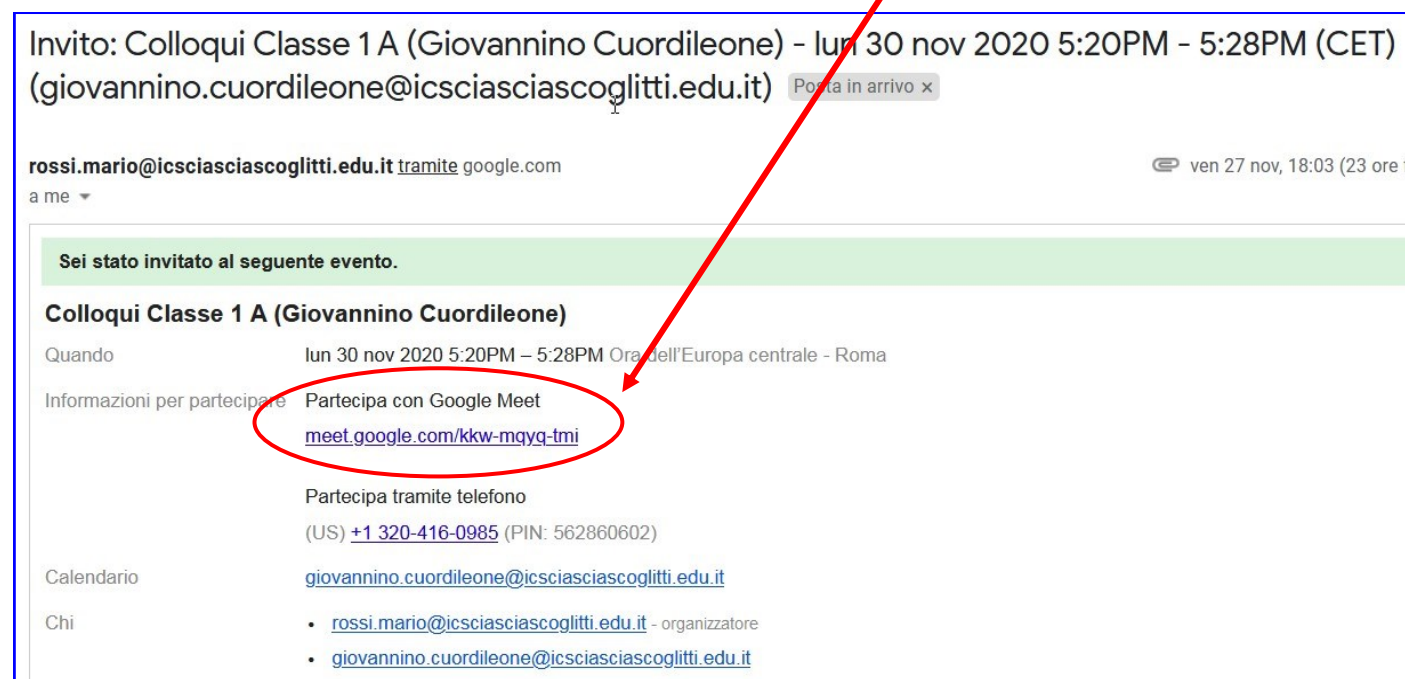 Invito: Colloqui Classe 1 A (Giovannino Cuordileone) - lun 30 nov 2020 5:20PM - 5:28PM (CET)
(giovannino.cuordileone@icsciasciascoglitti.edu.it) Posta in arrivo x
rossi.mario@icsciasciascoglitti.edu.it tramite google.com ven 27 nov, 18:03 (23 ore
a me
Sei stato invitato al seguente evento.
Colloqui Classe 1 A (Giovannino Cuordileone)
Quando lun 30 nov 2020 5:20PM – 5:28PM Ora dell'Europa centrale - Roma
Informazioni per partecipare Partecipa con Google Meet
meet.google.com/kkw-mqyq-tmi
Partecipa tramite telefono
(US) +1 320-416-0985 (PIN: 562860602)
Calendario giovannino.cuordileone@icsciasciascoglitti.edu.it
Chi • rossi.mario@icsciasciascoglitti.edu.it - organizzatore
• giovannino.cuordileone@icsciasciascoglitti.edu.it